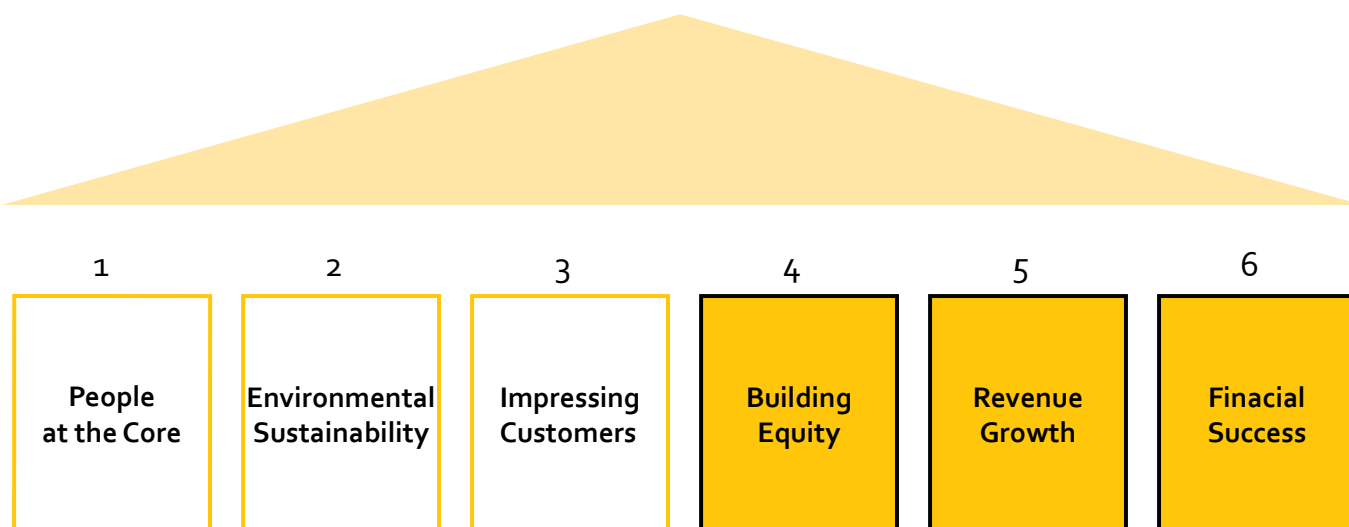 1
2
3
4
5
6
People
at the Core
Environmental
Sustainability
Impressing
Customers
Building
Equity
Revenue
Growth
Finacial
Success